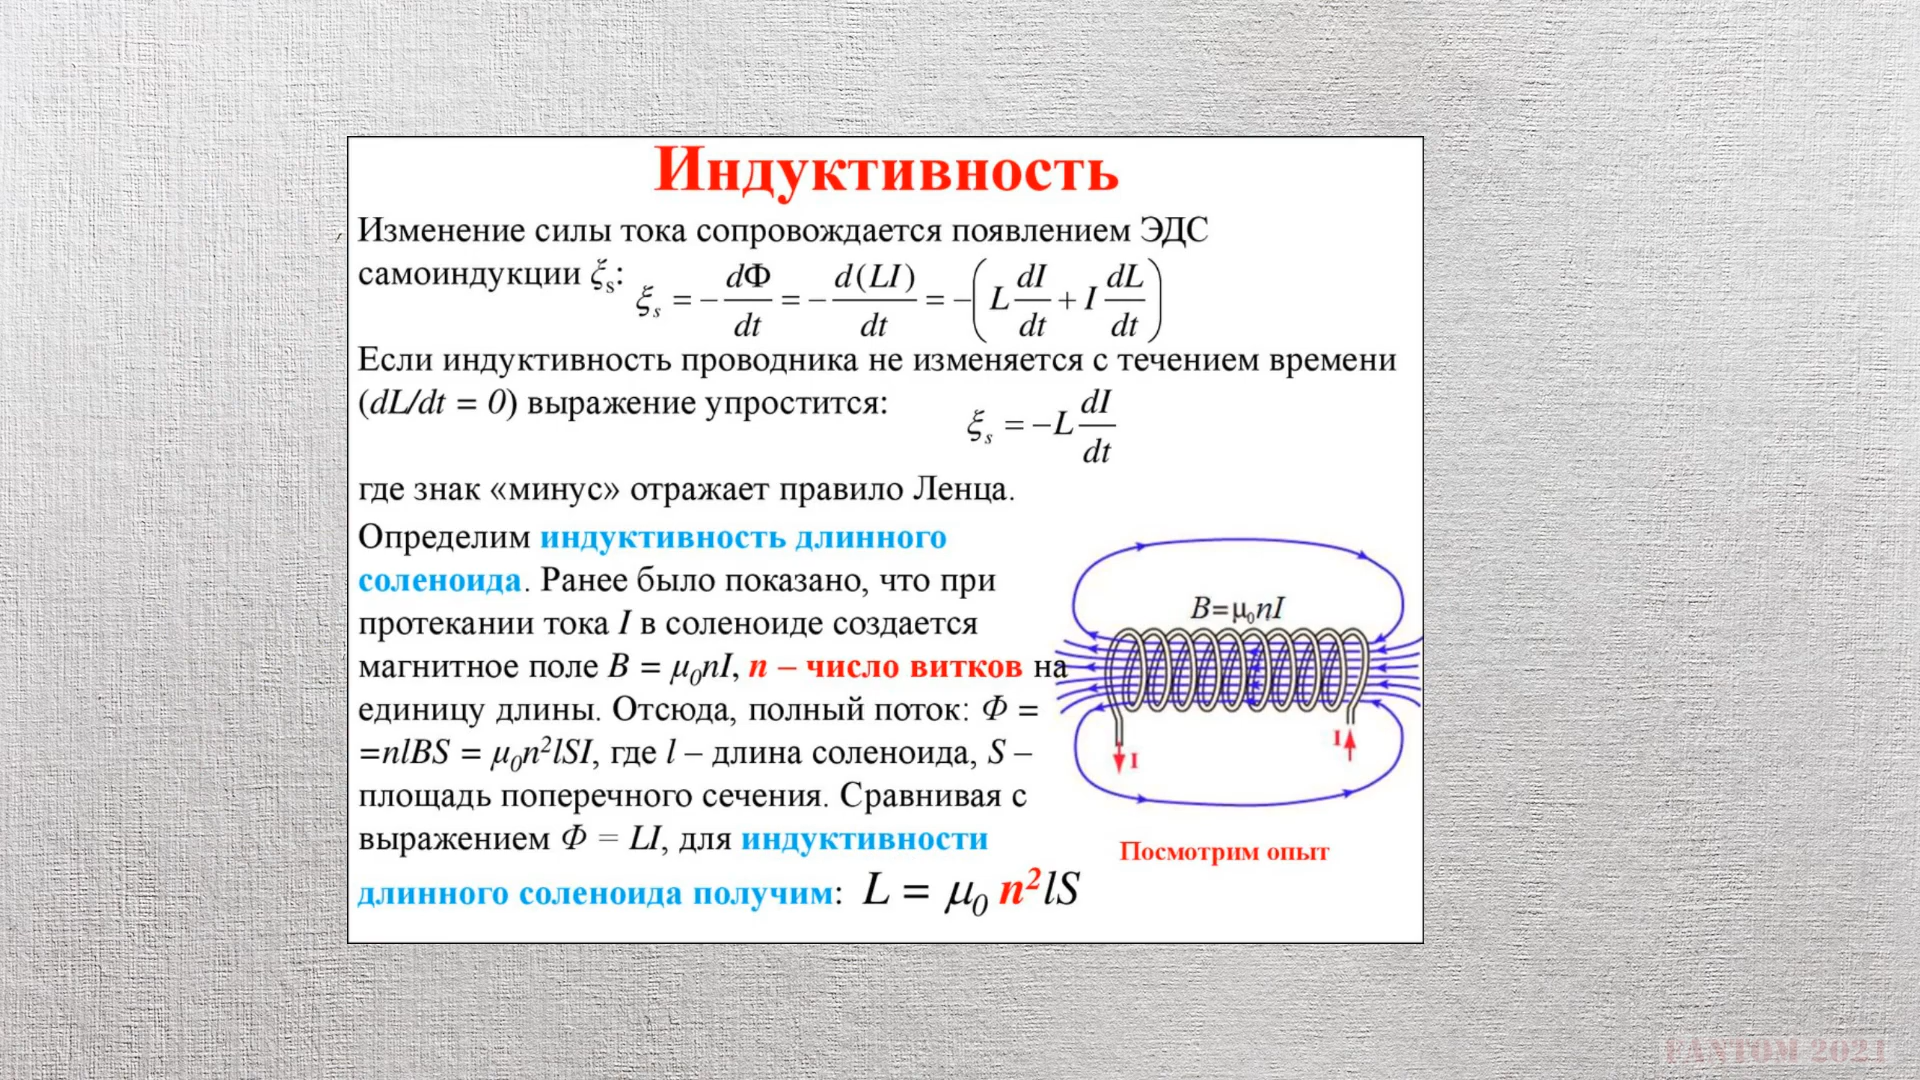 Индуктивность
Изменение силы тока сопровождается появлением ЭДС
самоиндукции ξs: ξs = −dФ/dt = −d(LI)/dt = −(L dI/dt + I dL/dt)
Если индуктивность проводника не изменяется с течением времени
(dL/dt = 0) выражение упростится: ξs = −L dI/dt
где знак «минус» отражает правило Ленца.
Определим индуктивность длинного
соленоида. Ранее было показано, что при
протекании тока I в соленоиде создается
магнитное поле B = μ₀nI, n – число витков на
единицу длины. Отсюда, полный поток: Ф =
=nlBS = μ₀n²lSI, где l – длина соленоида, S –
площадь поперечного сечения. Сравнивая с
выражением Ф = LI, для индуктивности
длинного соленоида получим: L = μ₀ n²lS
B=μ₀nI
I
I
Посмотрим опыт
FANTOM 2021